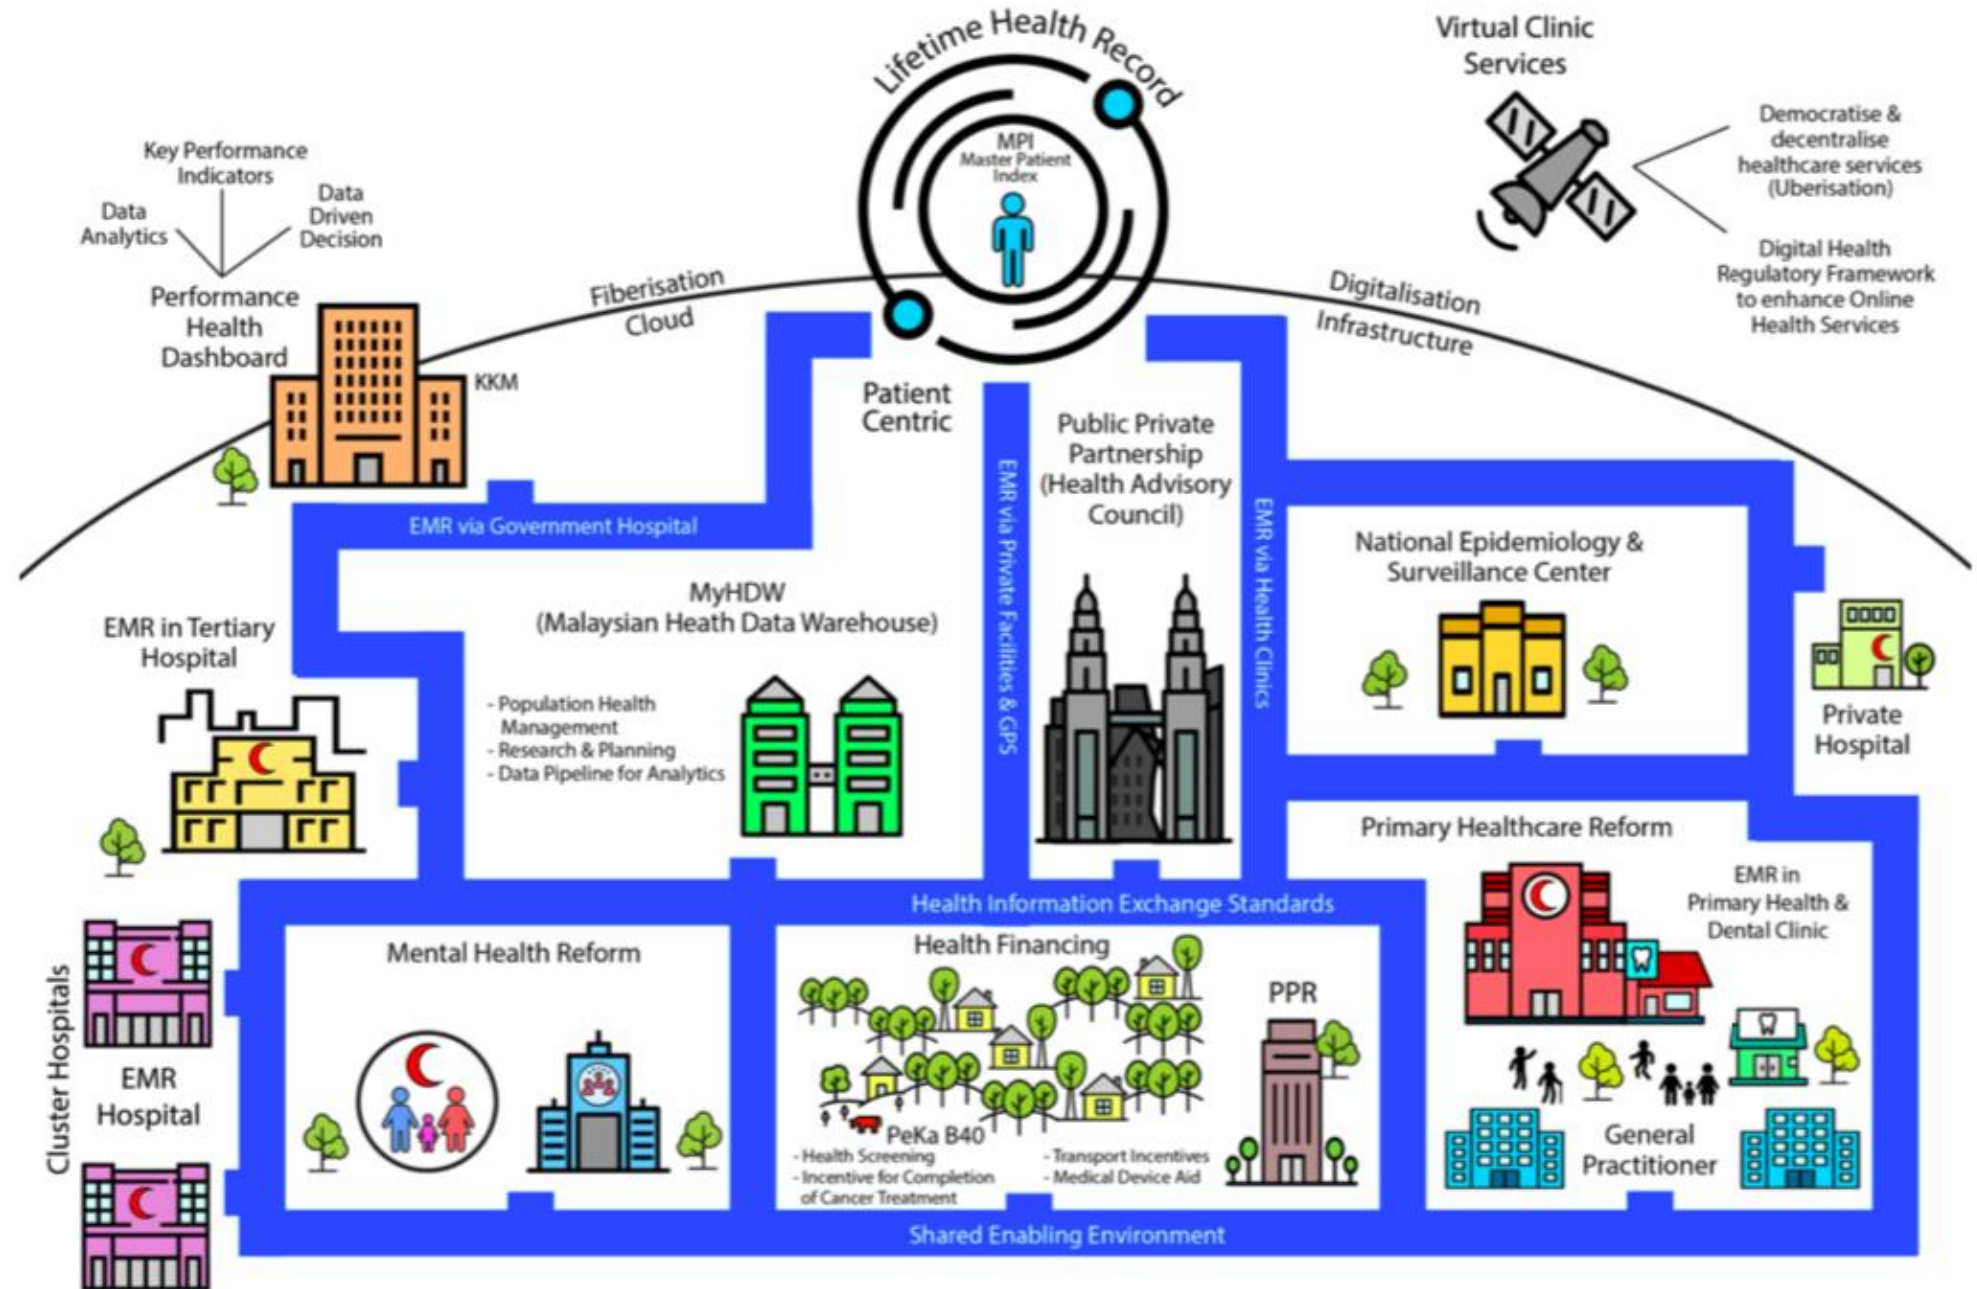 Lifetime Health Record
MPI
Master Patient
Index
Virtual Clinic
Services
Democratise &
decentralise
healthcare services
(Uberisation)
Digital Health
Regulatory Framework
to enhance Online
Health Services
Key Performance
Indicators
Data
Analytics
Data
Driven
Decision
Performance
Health
Dashboard
KKM
Fiberisation
Cloud
Digitalisation
Infrastructure
Patient
Centric
Public Private
Partnership
(Health Advisory
Council)
EMR via Government Hospital
EMR via Private Facilities & GPS
EMR via Health Clinics
National Epidemiology &
Surveillance Center
Private
Hospital
EMR in Tertiary
Hospital
MyHDW
(Malaysian Heath Data Warehouse)
- Population Health
Management
- Research & Planning
- Data Pipeline for Analytics
Primary Healthcare Reform
EMR in
Primary Health &
Dental Clinic
General
Practitioner
Health Information Exchange Standards
Cluster Hospitals
EMR
Hospital
Mental Health Reform
Health Financing
PPR
PeKa B40
- Health Screening
- Incentive for Completion
of Cancer Treatment
- Transport Incentives
- Medical Device Aid
Shared Enabling Environment